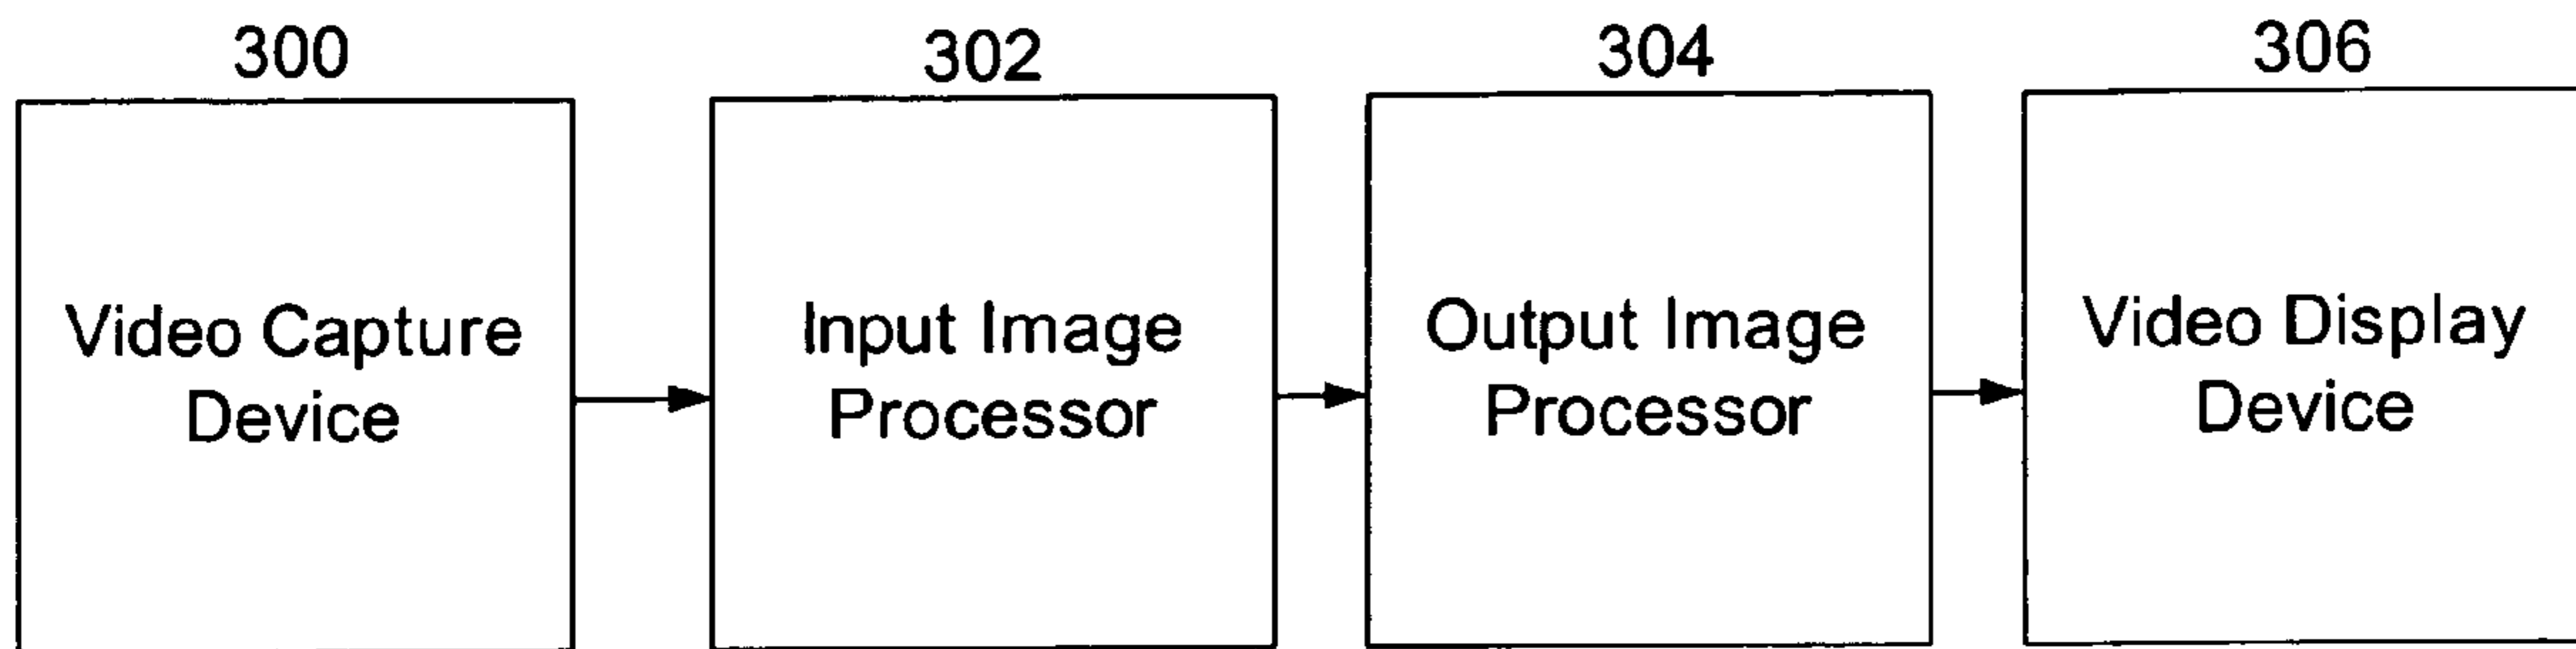 300
Video Capture
Device
302
Input Image
Processor
304
Output Image
Processor
306
Video Display
Device